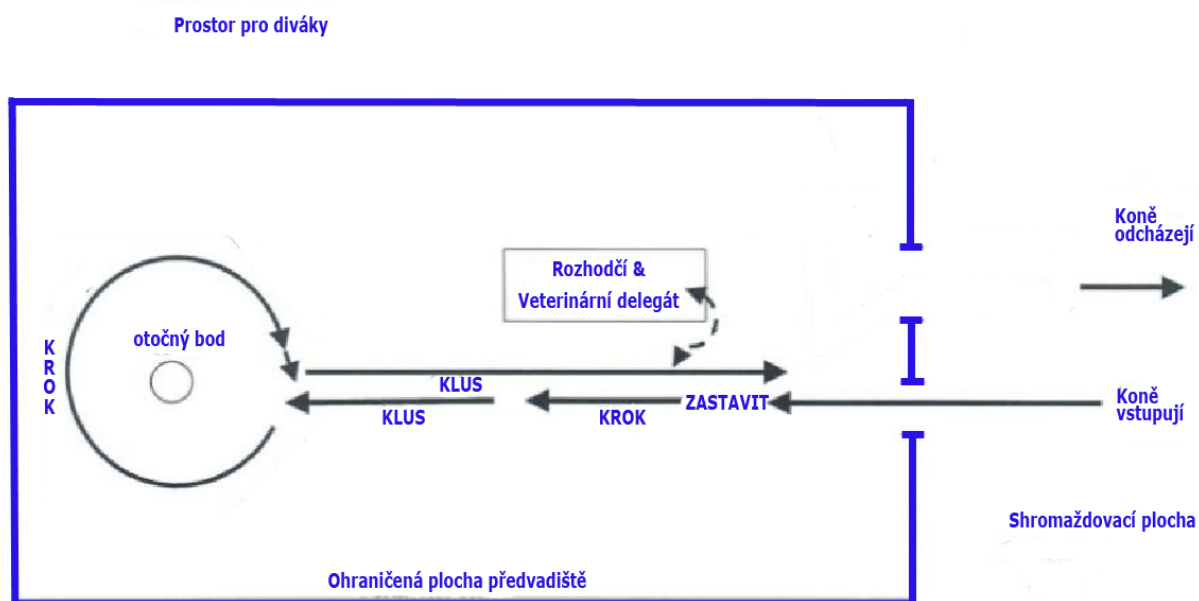 Prostor pro diváky
Koně
odcházejí
Rozhodčí &
Veterinární delegát
otočný bod
KROK
KLUS
KLUS
KROK
ZASTAVIT
Koně
vstupují
Shromaždovací plocha
Ohraničená plocha předvadiště